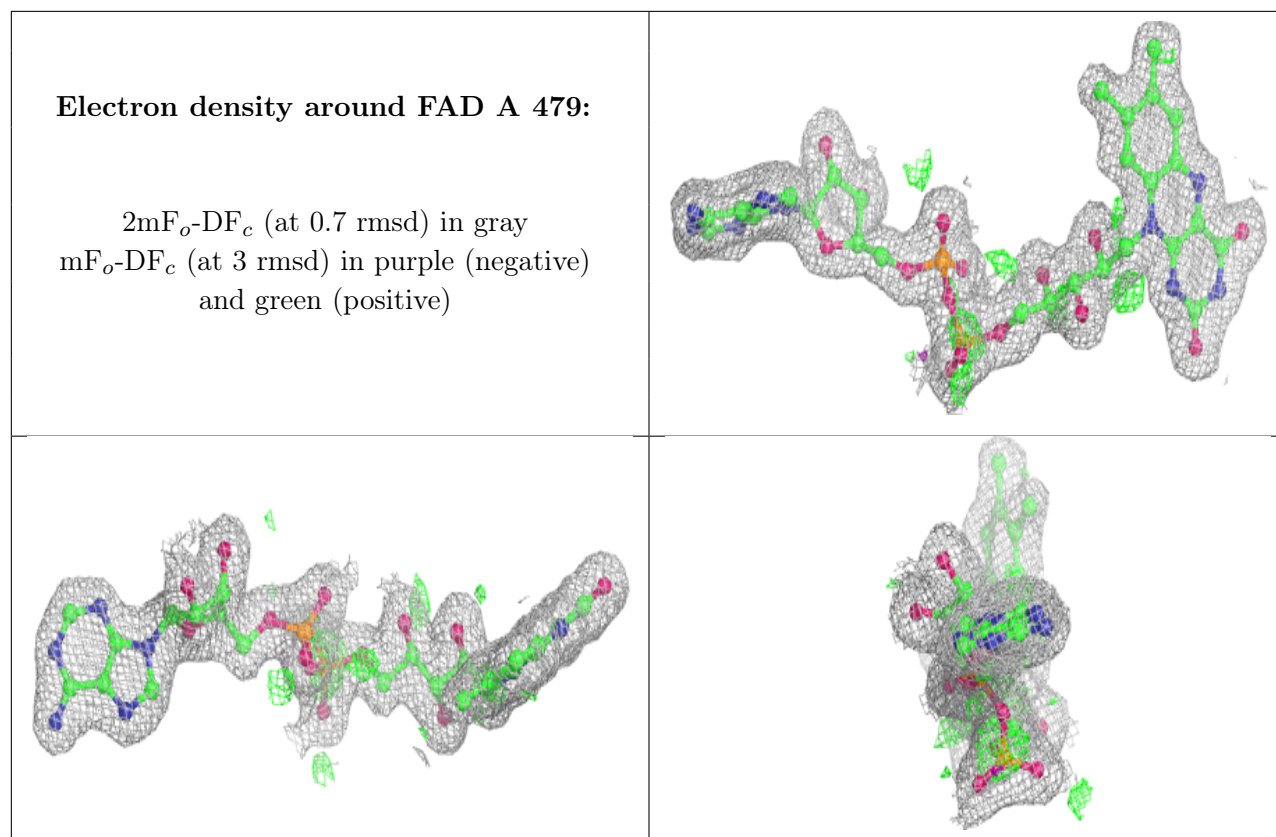 Electron density around FAD A 479:
2mFo-DFc (at 0.7 rmsd) in gray
mFo-DFc (at 3 rmsd) in purple (negative)
and green (positive)